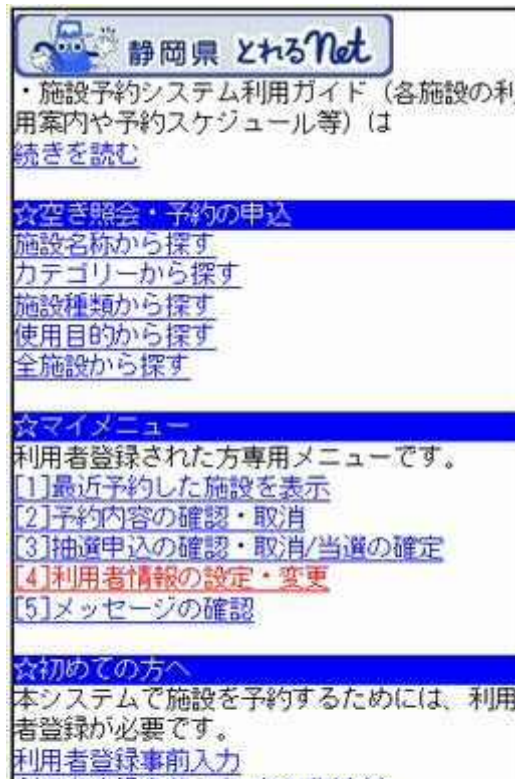 静岡県 とれるnet
・施設予約システム利用ガイド（各施設の利
用案内や予約スケジュール等）は
続きを読む
☆空き照会・予約の申込
施設名称から探す
カテゴリーから探す
施設種類から探す
使用目的から探す
全施設から探す
☆マイメニュー
利用者登録された方専用メニューです。
[1]最近予約した施設を表示
[2]予約内容の確認・取消
[3]抽選申込の確認・取消/当選の確定
[4]利用者情報の設定・変更
[5]メッセージの確認
☆初めての方へ
本システムで施設を予約するためには、利用
者登録が必要です。
利用者登録事前入力